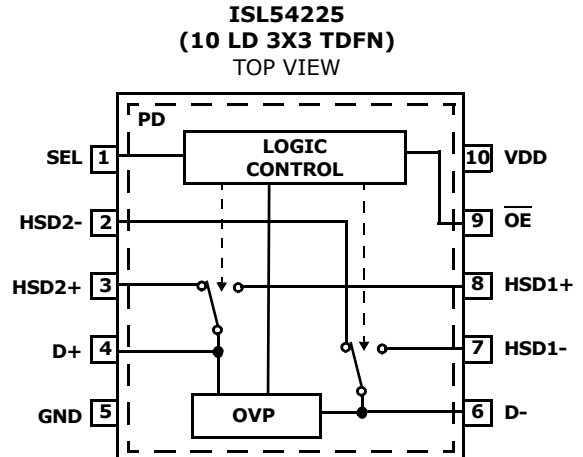 ISL54225
(10 LD 3X3 TDFN)
TOP VIEW
PD
LOGIC
CONTROL
SEL 1
10 VDD
HSD2- 2
9 OE
HSD2+ 3
8 HSD1+
D+ 4
7 HSD1-
GND 5
OVP
6 D-